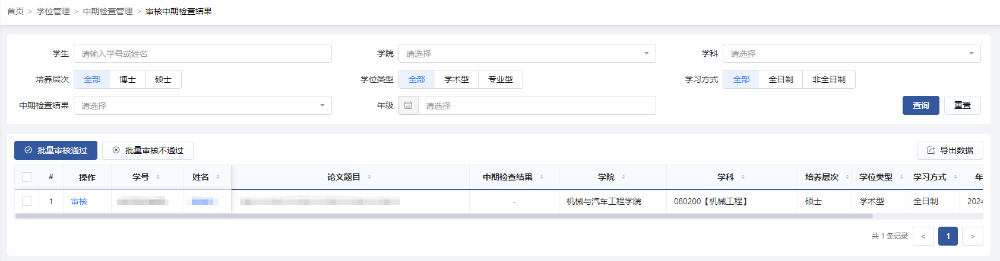 首页 > 学位管理 > 中期检查管理 > 审核中期检查结果
学生 请输入学号或姓名 学院 请选择 学科 请选择
培养层次 全部 博士 硕士 学位类型 全部 学术型 专业型 学习方式 全部 全日制 非全日制
中期检查结果 请选择 年级 请选择 查询 重置
批量审核通过 批量审核不通过 导出数据
# 操作 学号 姓名 论文题目 中期检查结果 学院 学科 培养层次 学位类型 学习方式 年
1 审核 - 机械与汽车工程学院 080200【机械工程】 硕士 学术型 全日制 2024
共 1 条记录 < 1 >